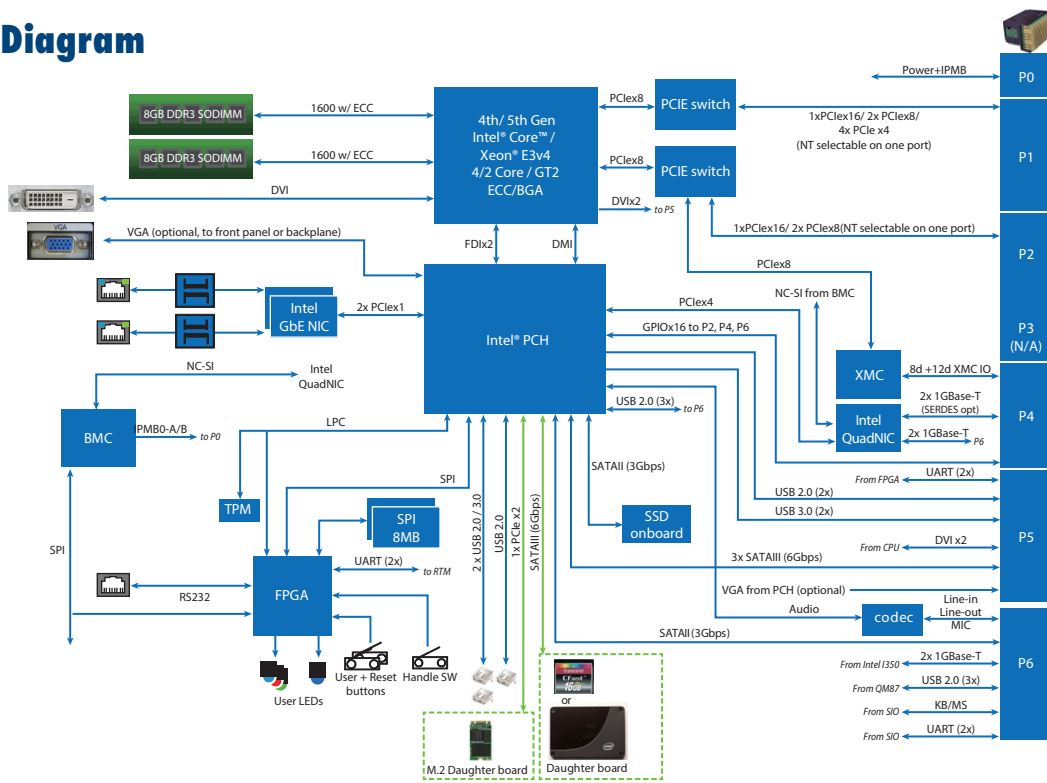 Diagram
Power+IPMB
P0
8GB DDR3 SODIMM
1600 w/ ECC
8GB DDR3 SODIMM
1600 w/ ECC
4th/ 5th Gen
Intel® Core™ /
Xeon® E3v4
4/2 Core / GT2
ECC/BGA
PCIex8
PCIE switch
1xPCIex16/ 2x PCIex8/
4x PCIe x4
(NT selectable on one port)
P1
PCIex8
PCIE switch
DVI
DVIx2
to P5
VGA
VGA (optional, to front panel or backplane)
FDIx2
DMI
1xPCIex16/ 2x PCIex8(NT selectable on one port)
P2
PCIex8
NC-SI from BMC
Intel
GbE NIC
2x PCIex1
Intel® PCH
PCIex4
GPIOx16 to P2, P4, P6
P3
(N/A)
XMC
8d +12d XMC IO
NC-SI
Intel
QuadNIC
USB 2.0 (3x)
to P6
Intel
QuadNIC
2x 1GBase-T
(SERDES opt)
2x 1GBase-T
P6
P4
BMC
IPMB0-A/B
to P0
LPC
TPM
SPI
SPI
8MB
SATAII (3Gbps)
SSD
onboard
From FPGA
UART (2x)
USB 2.0 (2x)
USB 3.0 (2x)
P5
SPI
2 x USB 2.0 / 3.0
USB 2.0
1x PCIe x2
SATAIII (6Gbps)
From CPU
DVI x2
3x SATAIII (6Gbps)
UART (2x)
to RTM
FPGA
RS232
VGA from PCH (optional)
Audio
codec
Line-in
Line-out
MIC
SATAII (3Gbps)
P6
From Intel I350
2x 1GBase-T
From QM87
USB 2.0 (3x)
From SIO
KB/MS
From SIO
UART (2x)
User LEDs
User + Reset
buttons
Handle SW
Transcend
CFast
16GB
or
intel
M.2 Daughter board
Daughter board